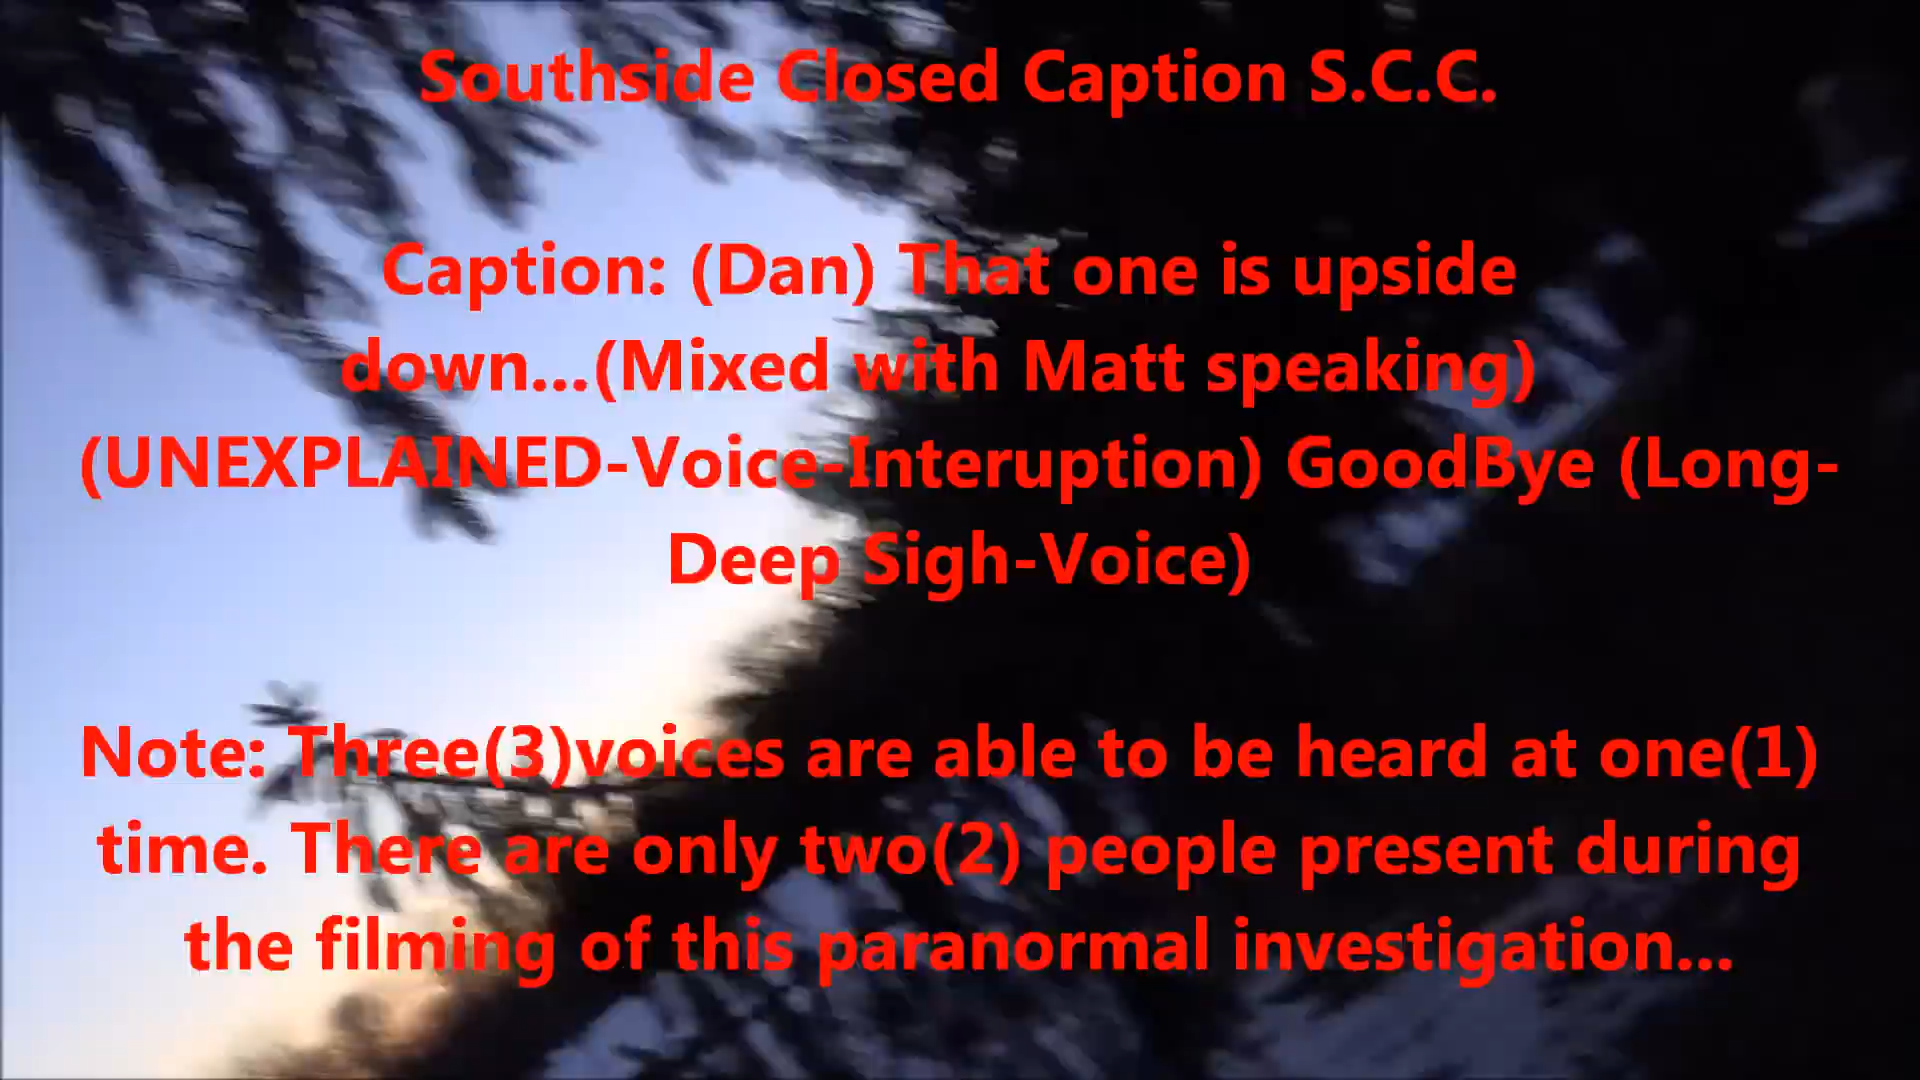 Southside Closed Caption S.C.C.
Caption: (Dan) That one is upside
down...(Mixed with Matt speaking)
(UNEXPLAINED-Voice-Interuption) GoodBye (Long-
Deep Sigh-Voice)
Note: Three(3)voices are able to be heard at one(1)
time. There are only two(2) people present during
the filming of this paranormal investigation...